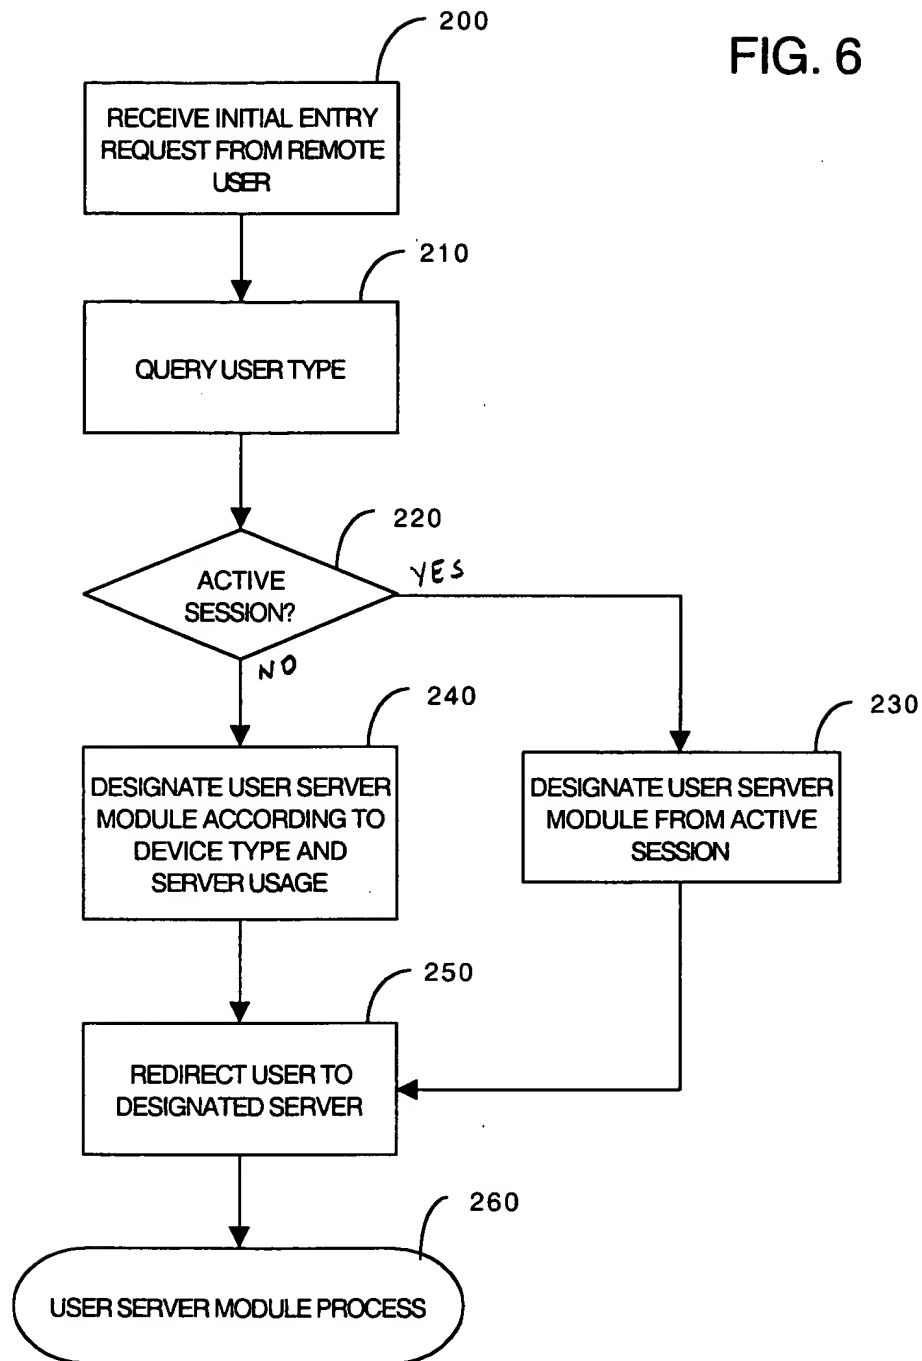 200
FIG. 6
RECEIVE INITIAL ENTRY
REQUEST FROM REMOTE
USER
210
QUERY USER TYPE
220
ACTIVE
SESSION?
YES
NO
240
DESIGNATE USER SERVER
MODULE ACCORDING TO
DEVICE TYPE AND
SERVER USAGE
230
DESIGNATE USER SERVER
MODULE FROM ACTIVE
SESSION
250
REDIRECT USER TO
DESIGNATED SERVER
260
USER SERVER MODULE PROCESS